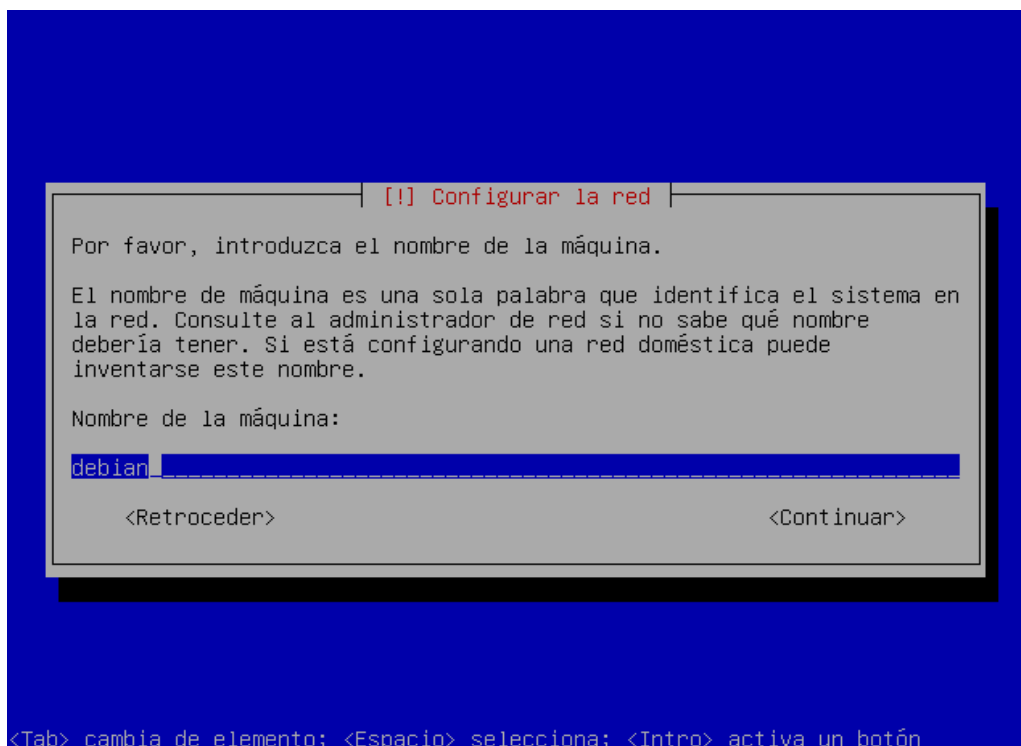 [!] Configurar la red
Por favor, introduzca el nombre de la máquina.
El nombre de máquina es una sola palabra que identifica el sistema en
la red. Consulte al administrador de red si no sabe qué nombre
debería tener. Si está configurando una red doméstica puede
inventarse este nombre.
Nombre de la máquina:
debian
<Retroceder> <Continuar>
<Tab> cambia de elemento; <Espacio> selecciona; <Intro> activa un botón